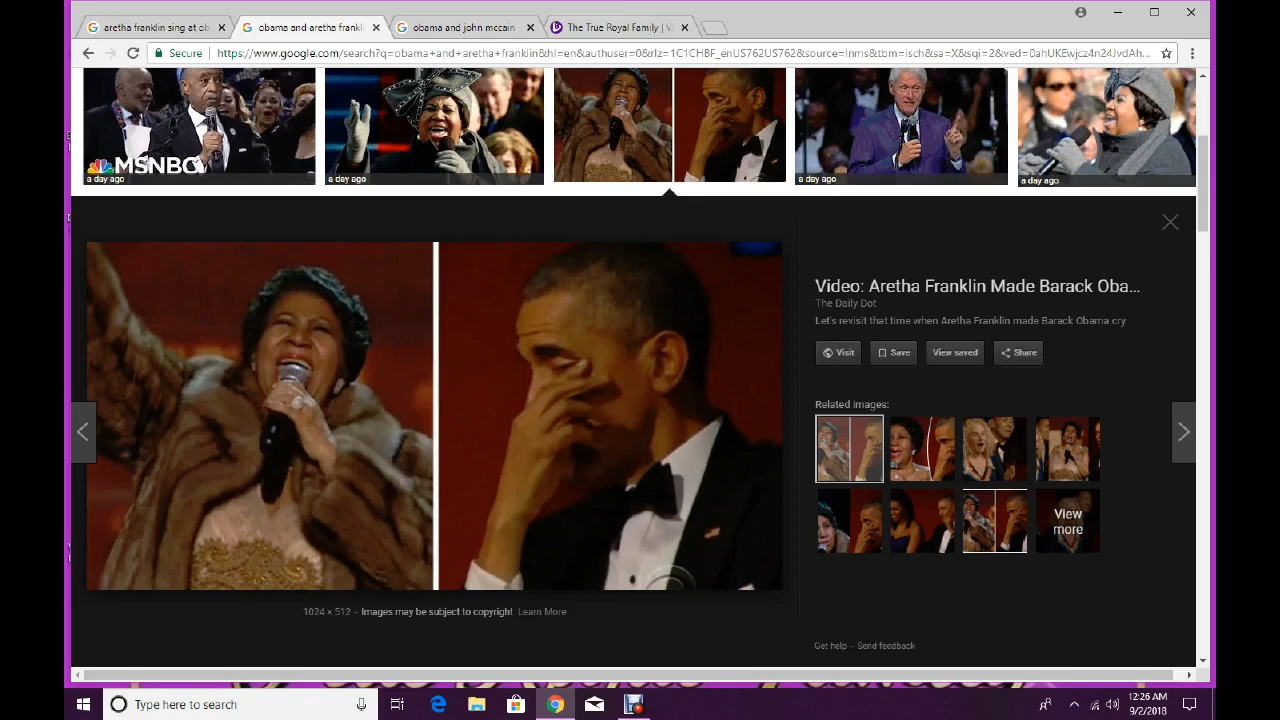 aretha franklin sing at ob
obama and aretha frankl
obama and john mccain
The True Royal Family | V
Secure
https://www.google.com/search?q=obama+and+aretha+franklin&hl=en&authuser=0&rlz=1C1CHBF_enUS762US762&source=lnms&tbm=isch&sa=X&sqi=2&ved=0ahUKEwjcz4n24JvdAh...
MSNBC
a day ago
a day ago
a day ago
a day ago
Video: Aretha Franklin Made Barack Oba...
The Daily Dot
Let's revisit that time when Aretha Franklin made Barack Obama cry
Visit
Save
View saved
Share
Related images:
View
more
1024 × 512 - Images may be subject to copyright Learn More
Get help - Send feedback
Type here to search
12:26 AM
9/2/2018